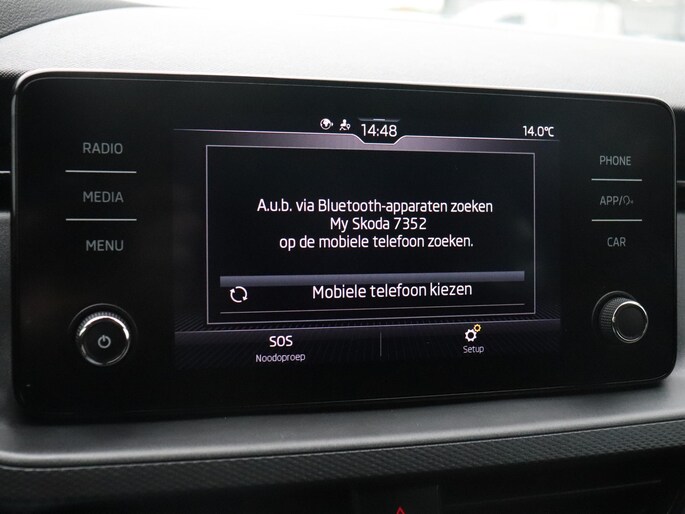 14:48
14.0°C
RADIO
MEDIA
MENU
A.u.b. via Bluetooth-apparaten zoeken
My Skoda 7352
op de mobiele telefoon zoeken.
Mobiele telefoon kiezen
SOS
Noodoproep
Setup
PHONE
APP/
CAR